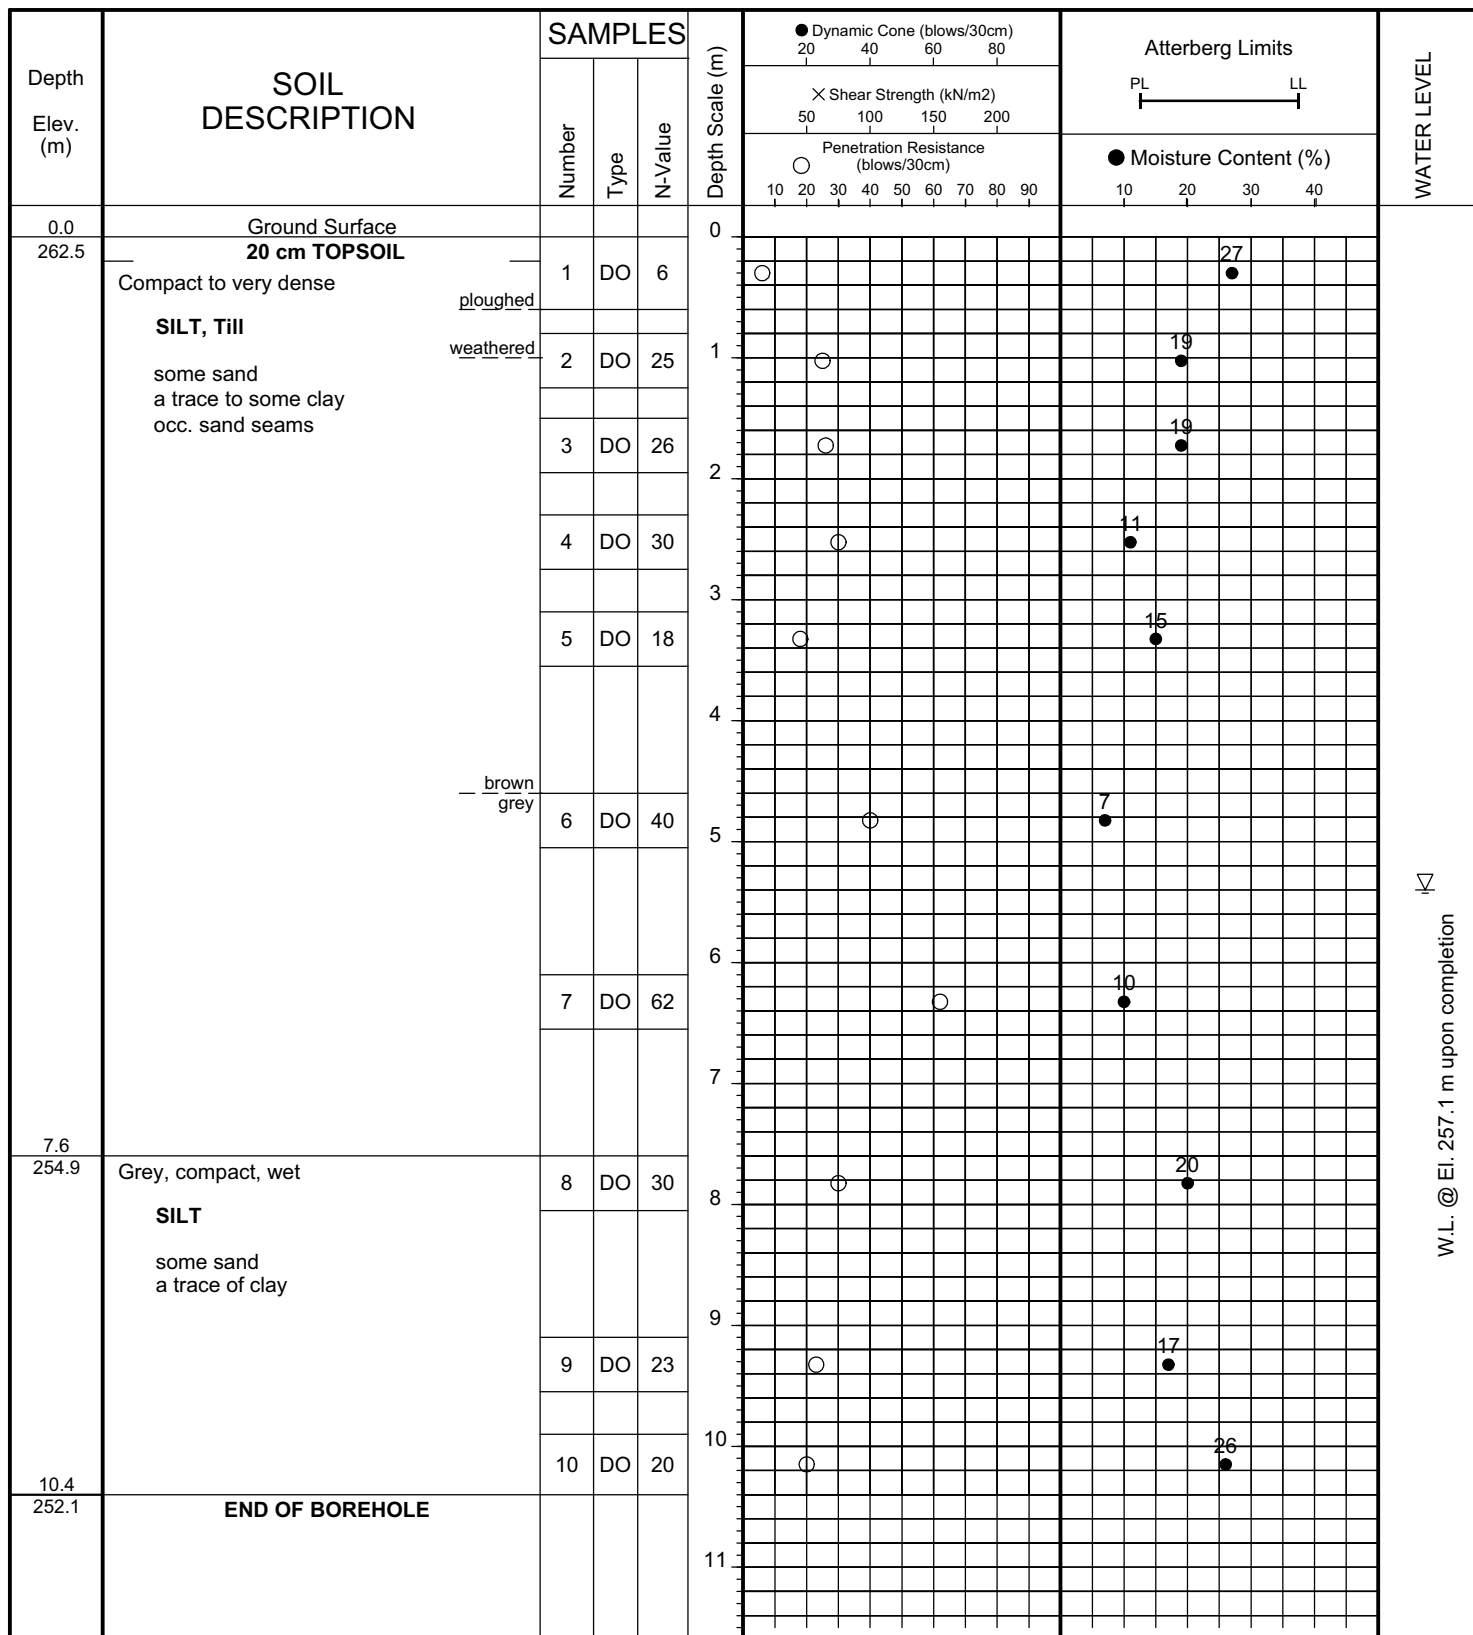 Depth
Elev.
(m)
SOIL
DESCRIPTION
SAMPLES
Number
Type
N-Value
Depth Scale (m)
Dynamic Cone (blows/30cm)
20 40 60 80
Shear Strength (kN/m2)
50 100 150 200
Penetration Resistance
(blows/30cm)
10 20 30 40 50 60 70 80 90
Atterberg Limits
PL LL
Moisture Content (%)
10 20 30 40
WATER LEVEL
0.0 Ground Surface 0
262.5 20 cm TOPSOIL
Compact to very dense 1 DO 6 27
ploughed
SILT, Till
weathered
1
2 DO 25 19
some sand
a trace to some clay
occ. sand seams
3 DO 26 19
2
4 DO 30 11
3
5 DO 18 15
4
brown
grey
6 DO 40 7
5
6
7 DO 62 10
7
7.6
254.9 Grey, compact, wet
8 DO 30 20
8
SILT
some sand
a trace of clay
9
9 DO 23 17
10
10 DO 20 26
10.4
252.1 END OF BOREHOLE
11
W.L. @ El. 257.1 m upon completion